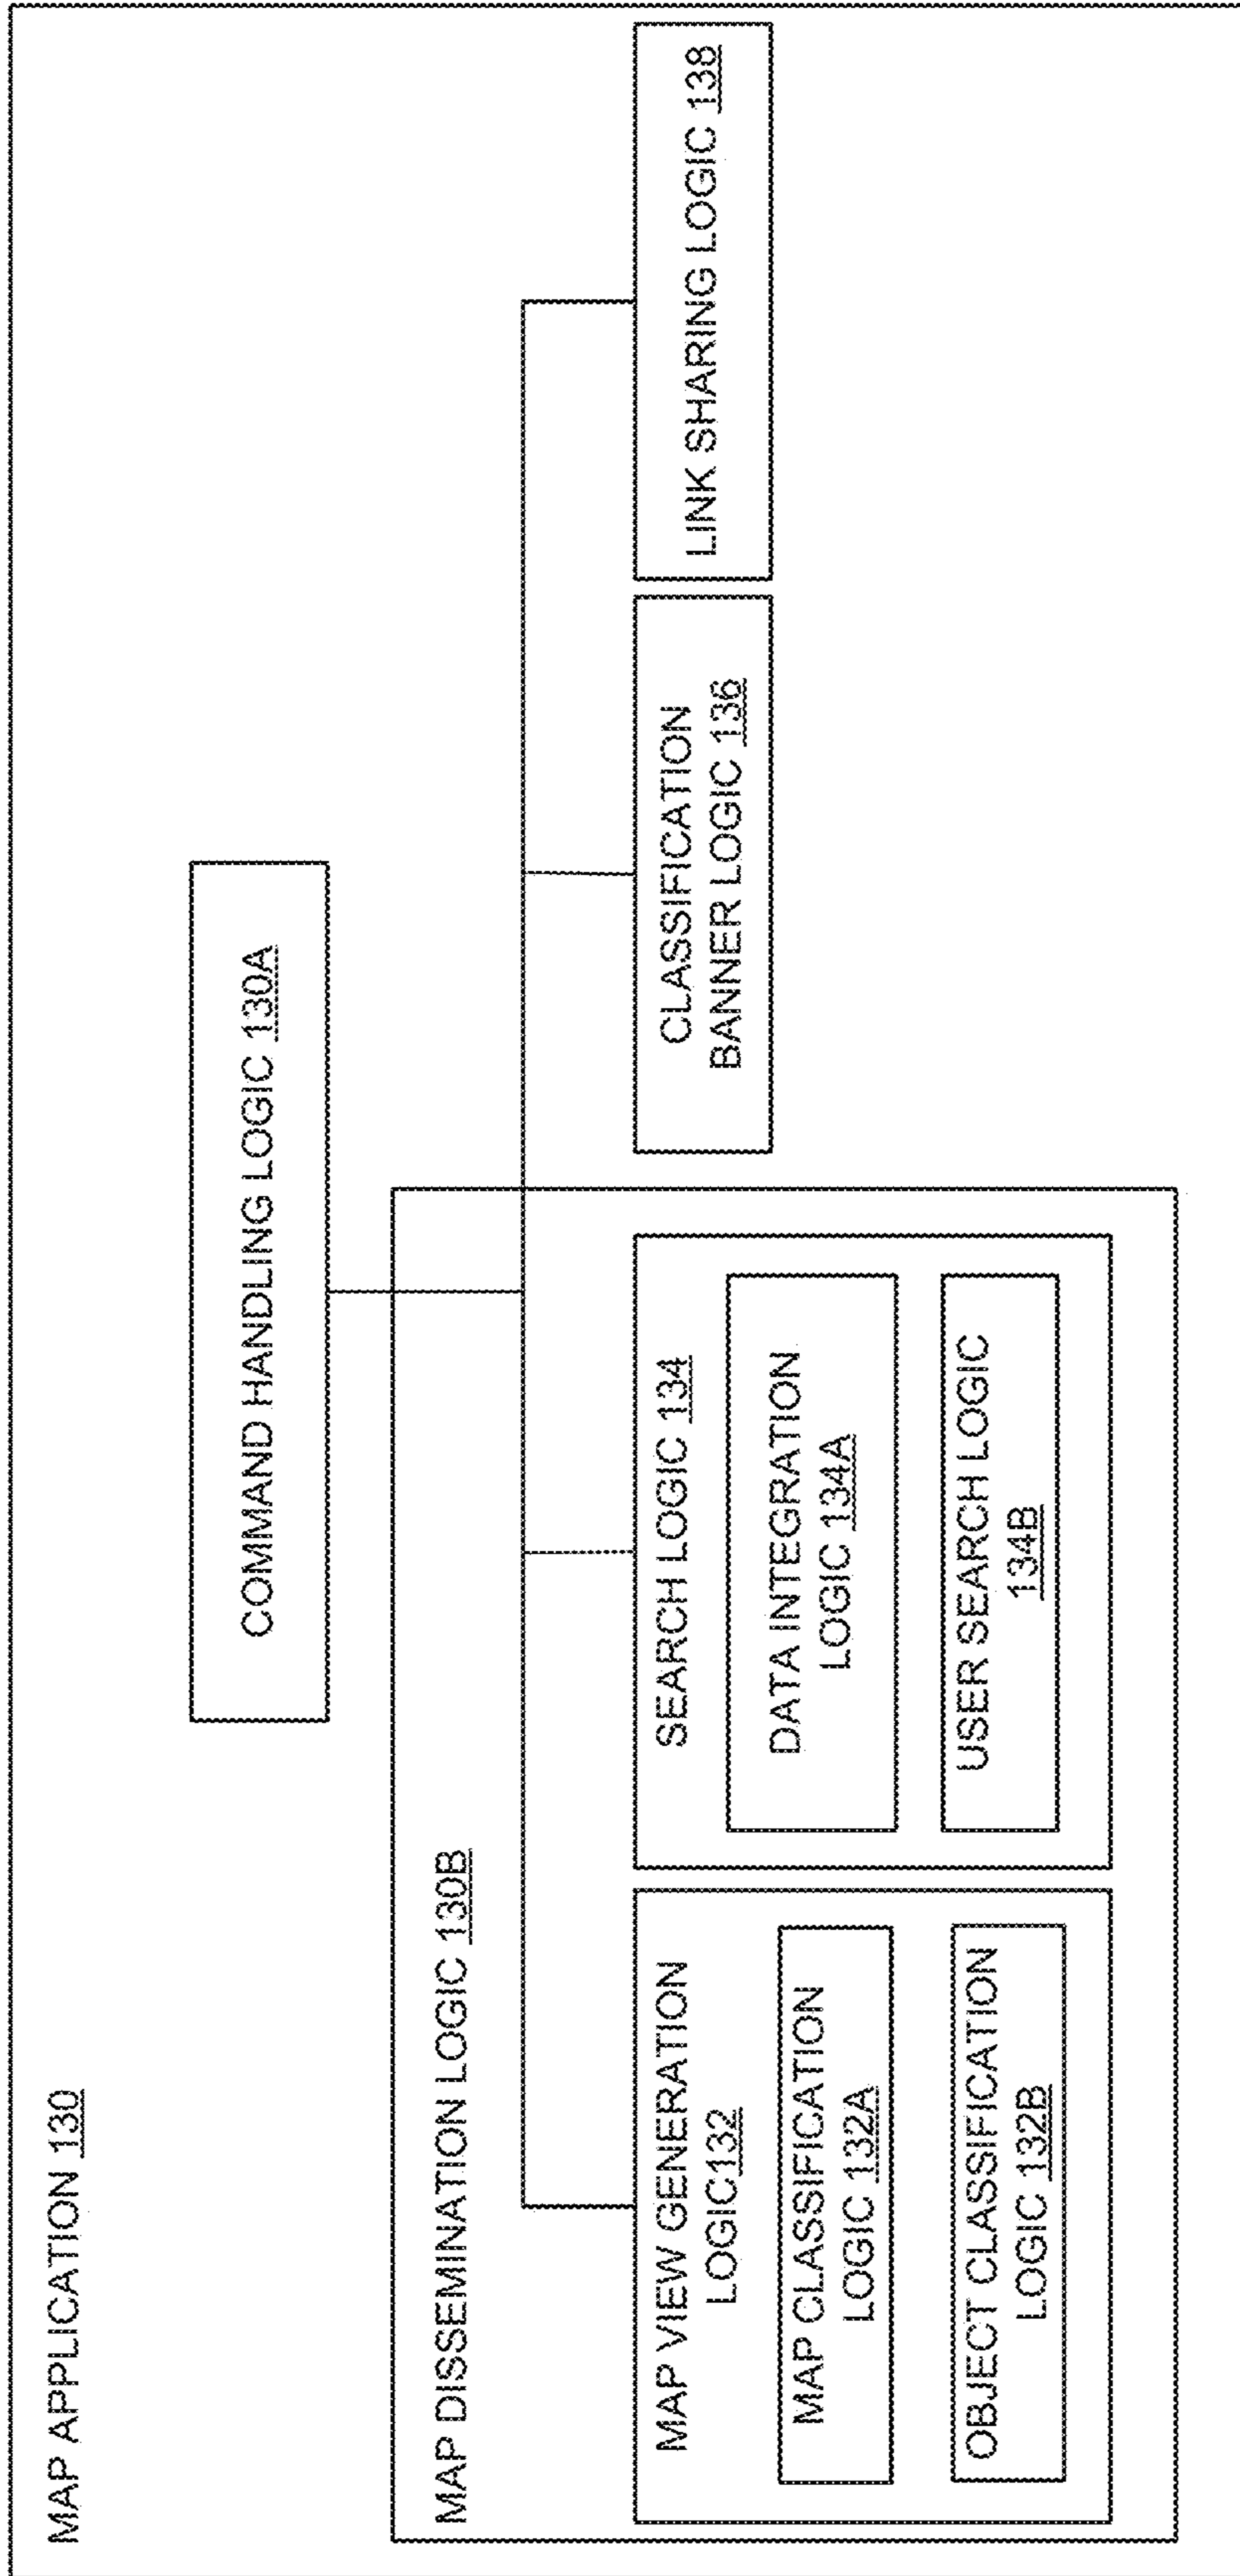 MAP APPLICATION 130
COMMAND HANDLING LOGIC 130A
MAP DISSEMINATION LOGIC 130B
MAP VIEW GENERATION
LOGIC132
MAP CLASSIFICATION
LOGIC 132A
OBJECT CLASSIFICATION
LOGIC 132B
SEARCH LOGIC 134
DATA INTEGRATION
LOGIC 134A
USER SEARCH LOGIC
134B
CLASSIFICATION
BANNER LOGIC 136
LINK SHARING LOGIC 138